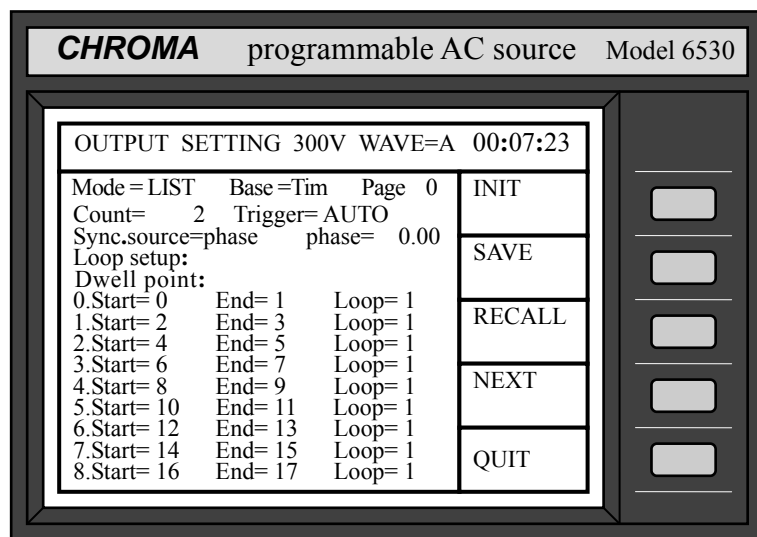 CHROMA programmable AC source Model 6530
OUTPUT SETTING 300V WAVE=A 00:07:23
Mode = LIST Base =Tim Page 0
Count= 2 Trigger= AUTO
Sync.source=phase phase= 0.00
Loop setup:
Dwell point:
0.Start= 0 End= 1 Loop= 1
1.Start= 2 End= 3 Loop= 1
2.Start= 4 End= 5 Loop= 1
3.Start= 6 End= 7 Loop= 1
4.Start= 8 End= 9 Loop= 1
5.Start= 10 End= 11 Loop= 1
6.Start= 12 End= 13 Loop= 1
7.Start= 14 End= 15 Loop= 1
8.Start= 16 End= 17 Loop= 1
INIT
SAVE
RECALL
NEXT
QUIT